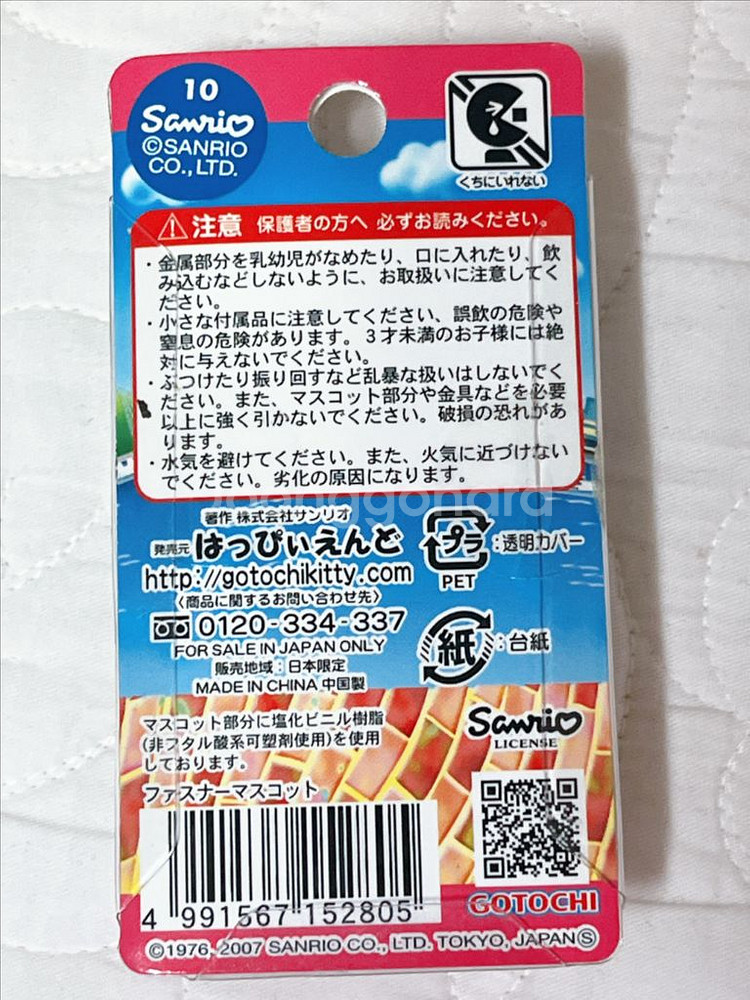 10
Sanrio
©SANRIO
CO., LTD.
くちにいれない
注意 保護者の方へ 必ずお読みください。
・金属部分を乳幼児がなめたり、口に入れたり、飲
み込むなどしないように、お取扱いに注意してく
ださい。
・小さな付属品に注意してください、誤飲の危険や
窒息の危険があります。3才未満のお子様には絶
対に与えないでください。
・ぶつけたり振り回すなど乱暴な扱いはしないでく
ださい。また、マスコット部分や金具などを必要
以上に強く引かないでください。破損の恐れがあ
ります。
・水気を避けてください。また、火気に近づけない
でください。劣化の原因になります。
著作 株式会社サンリオ
発売元 はっぴぃえんど
http://gotochikitty.com
〈商品に関するお問い合わせ先〉
0120-334-337
FOR SALE IN JAPAN ONLY
販売地域:日本限定
MADE IN CHINA 中国製
プラ:透明カバー
PET
紙:台紙
マスコット部分に塩化ビニル樹脂
(非フタル酸系可塑剤使用)を使用
しております。
ファスナーマスコット
Sanrio
LICENSE
4 991567 152805
GOTOCHI
©1976, 2007 SANRIO CO., LTD. TOKYO, JAPAN Ⓢ